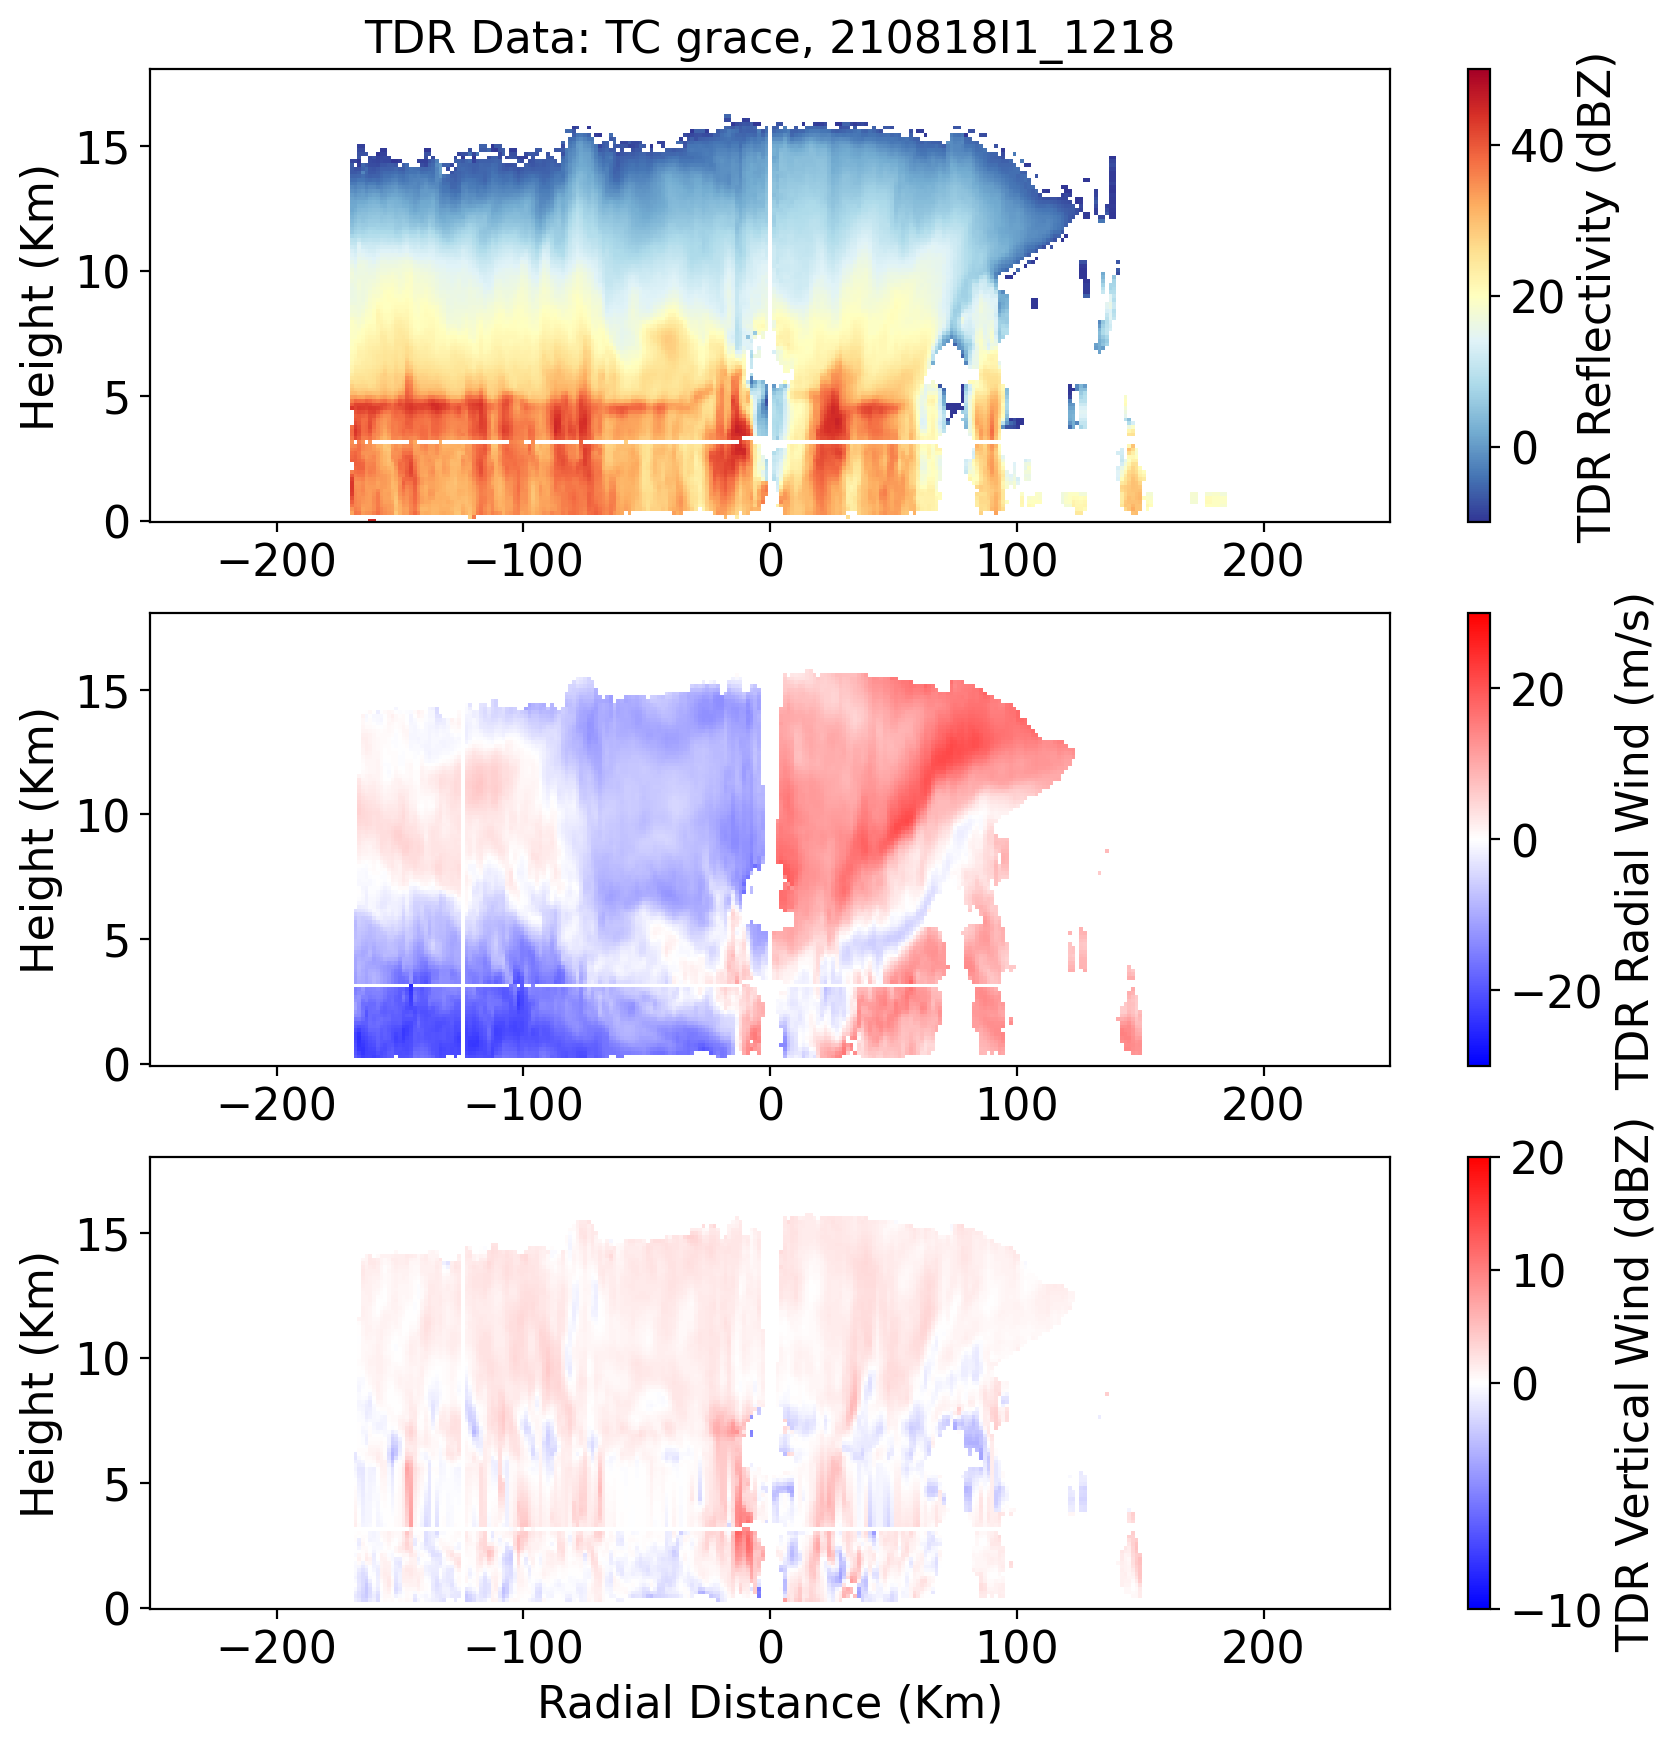 TDR Data: TC grace, 210818I1_1218
Height (Km)
15
10
5
0
−200 −100 0 100 200
40
20
0
TDR Reflectivity (dBZ)
Height (Km)
15
10
5
0
−200 −100 0 100 200
20
0
−20
TDR Radial Wind (m/s)
Height (Km)
15
10
5
0
−200 −100 0 100 200
Radial Distance (Km)
20
10
0
−10
TDR Vertical Wind (dBZ)